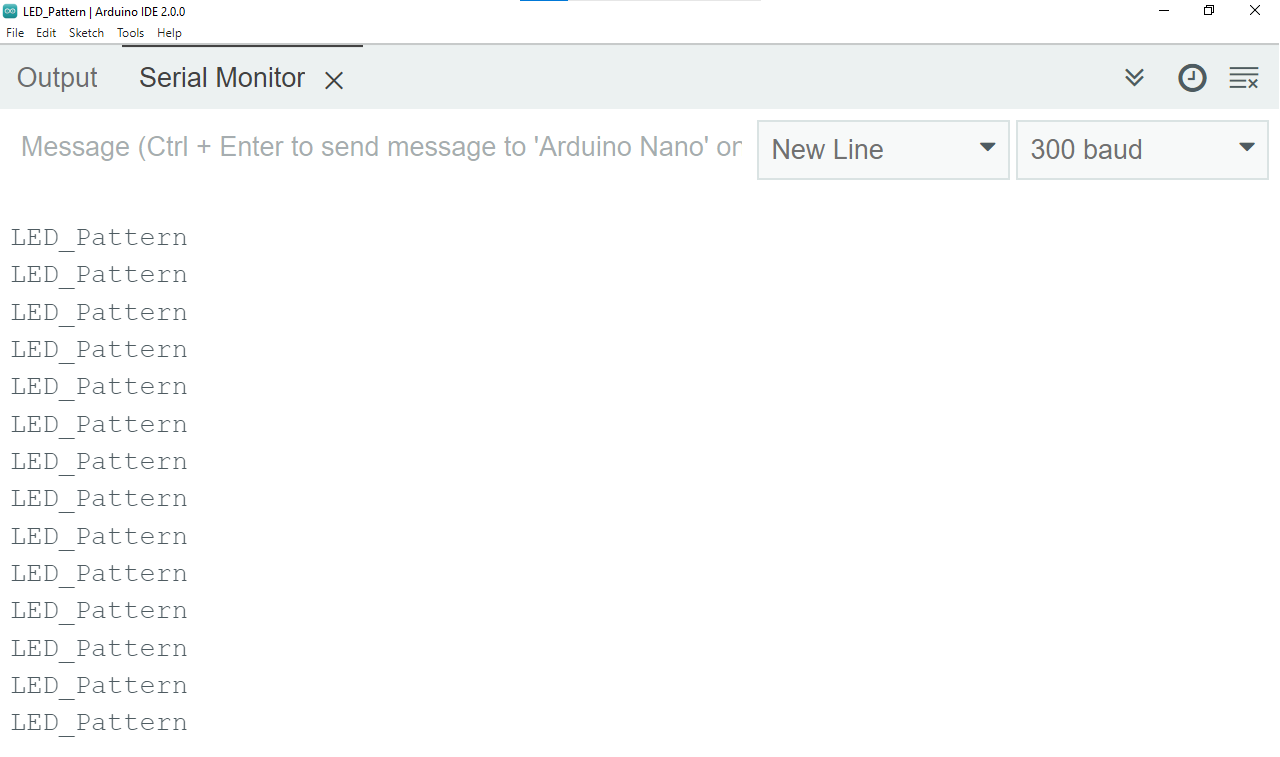 LED_Pattern | Arduino IDE 2.0.0
File Edit Sketch Tools Help
Output Serial Monitor
Message (Ctrl + Enter to send message to 'Arduino Nano' on New Line 300 baud
LED_Pattern
LED_Pattern
LED_Pattern
LED_Pattern
LED_Pattern
LED_Pattern
LED_Pattern
LED_Pattern
LED_Pattern
LED_Pattern
LED_Pattern
LED_Pattern
LED_Pattern
LED_Pattern